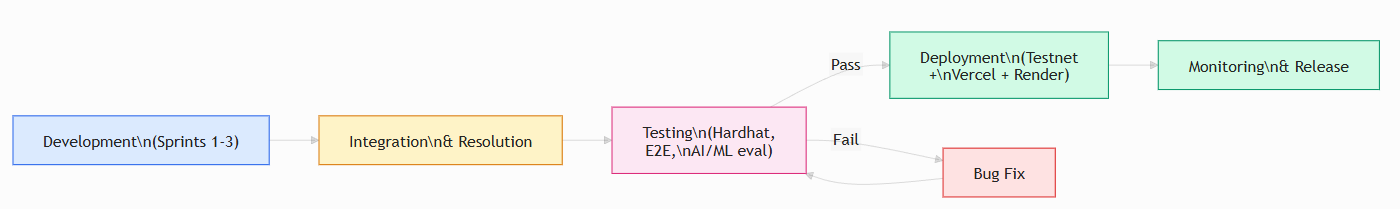 Development\n(Sprints 1-3)
Integration\n& Resolution
Testing\n(Hardhat,
E2E,\nAI/ML eval)
Pass
Deployment\n(Testnet
+\nVercel + Render)
Monitoring\n& Release
Fail
Bug Fix